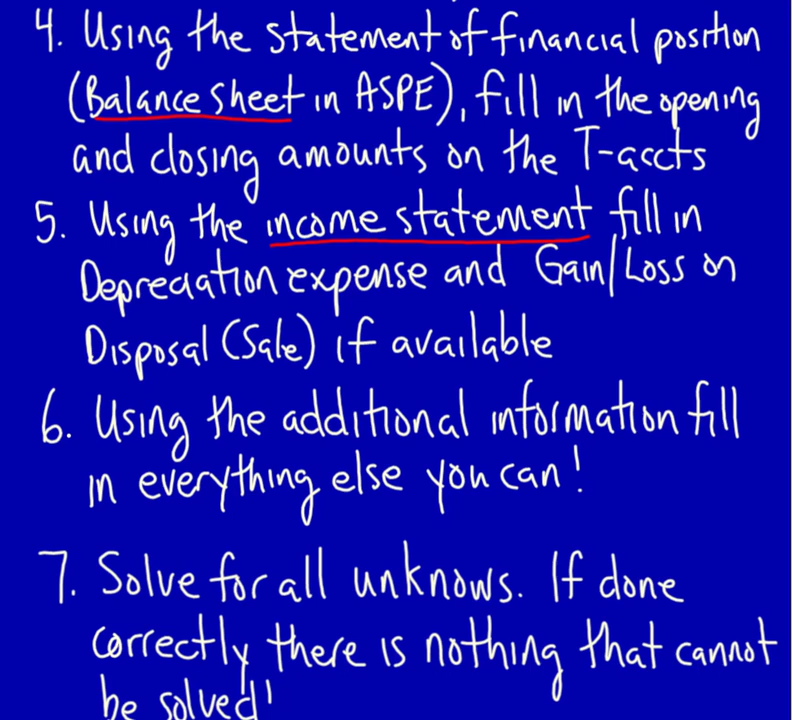 4. Using the statement of financial position
(Balance sheet in ASPE), fill in the opening
and closing amounts on the T-accts
5. Using the income statement fill in
Depreciation expense and Gain/Loss on
Disposal (Sale) if available
6. Using the additional information fill
in everything else you can!
7. Solve for all unknows. If done
correctly there is nothing that cannot
be solved!